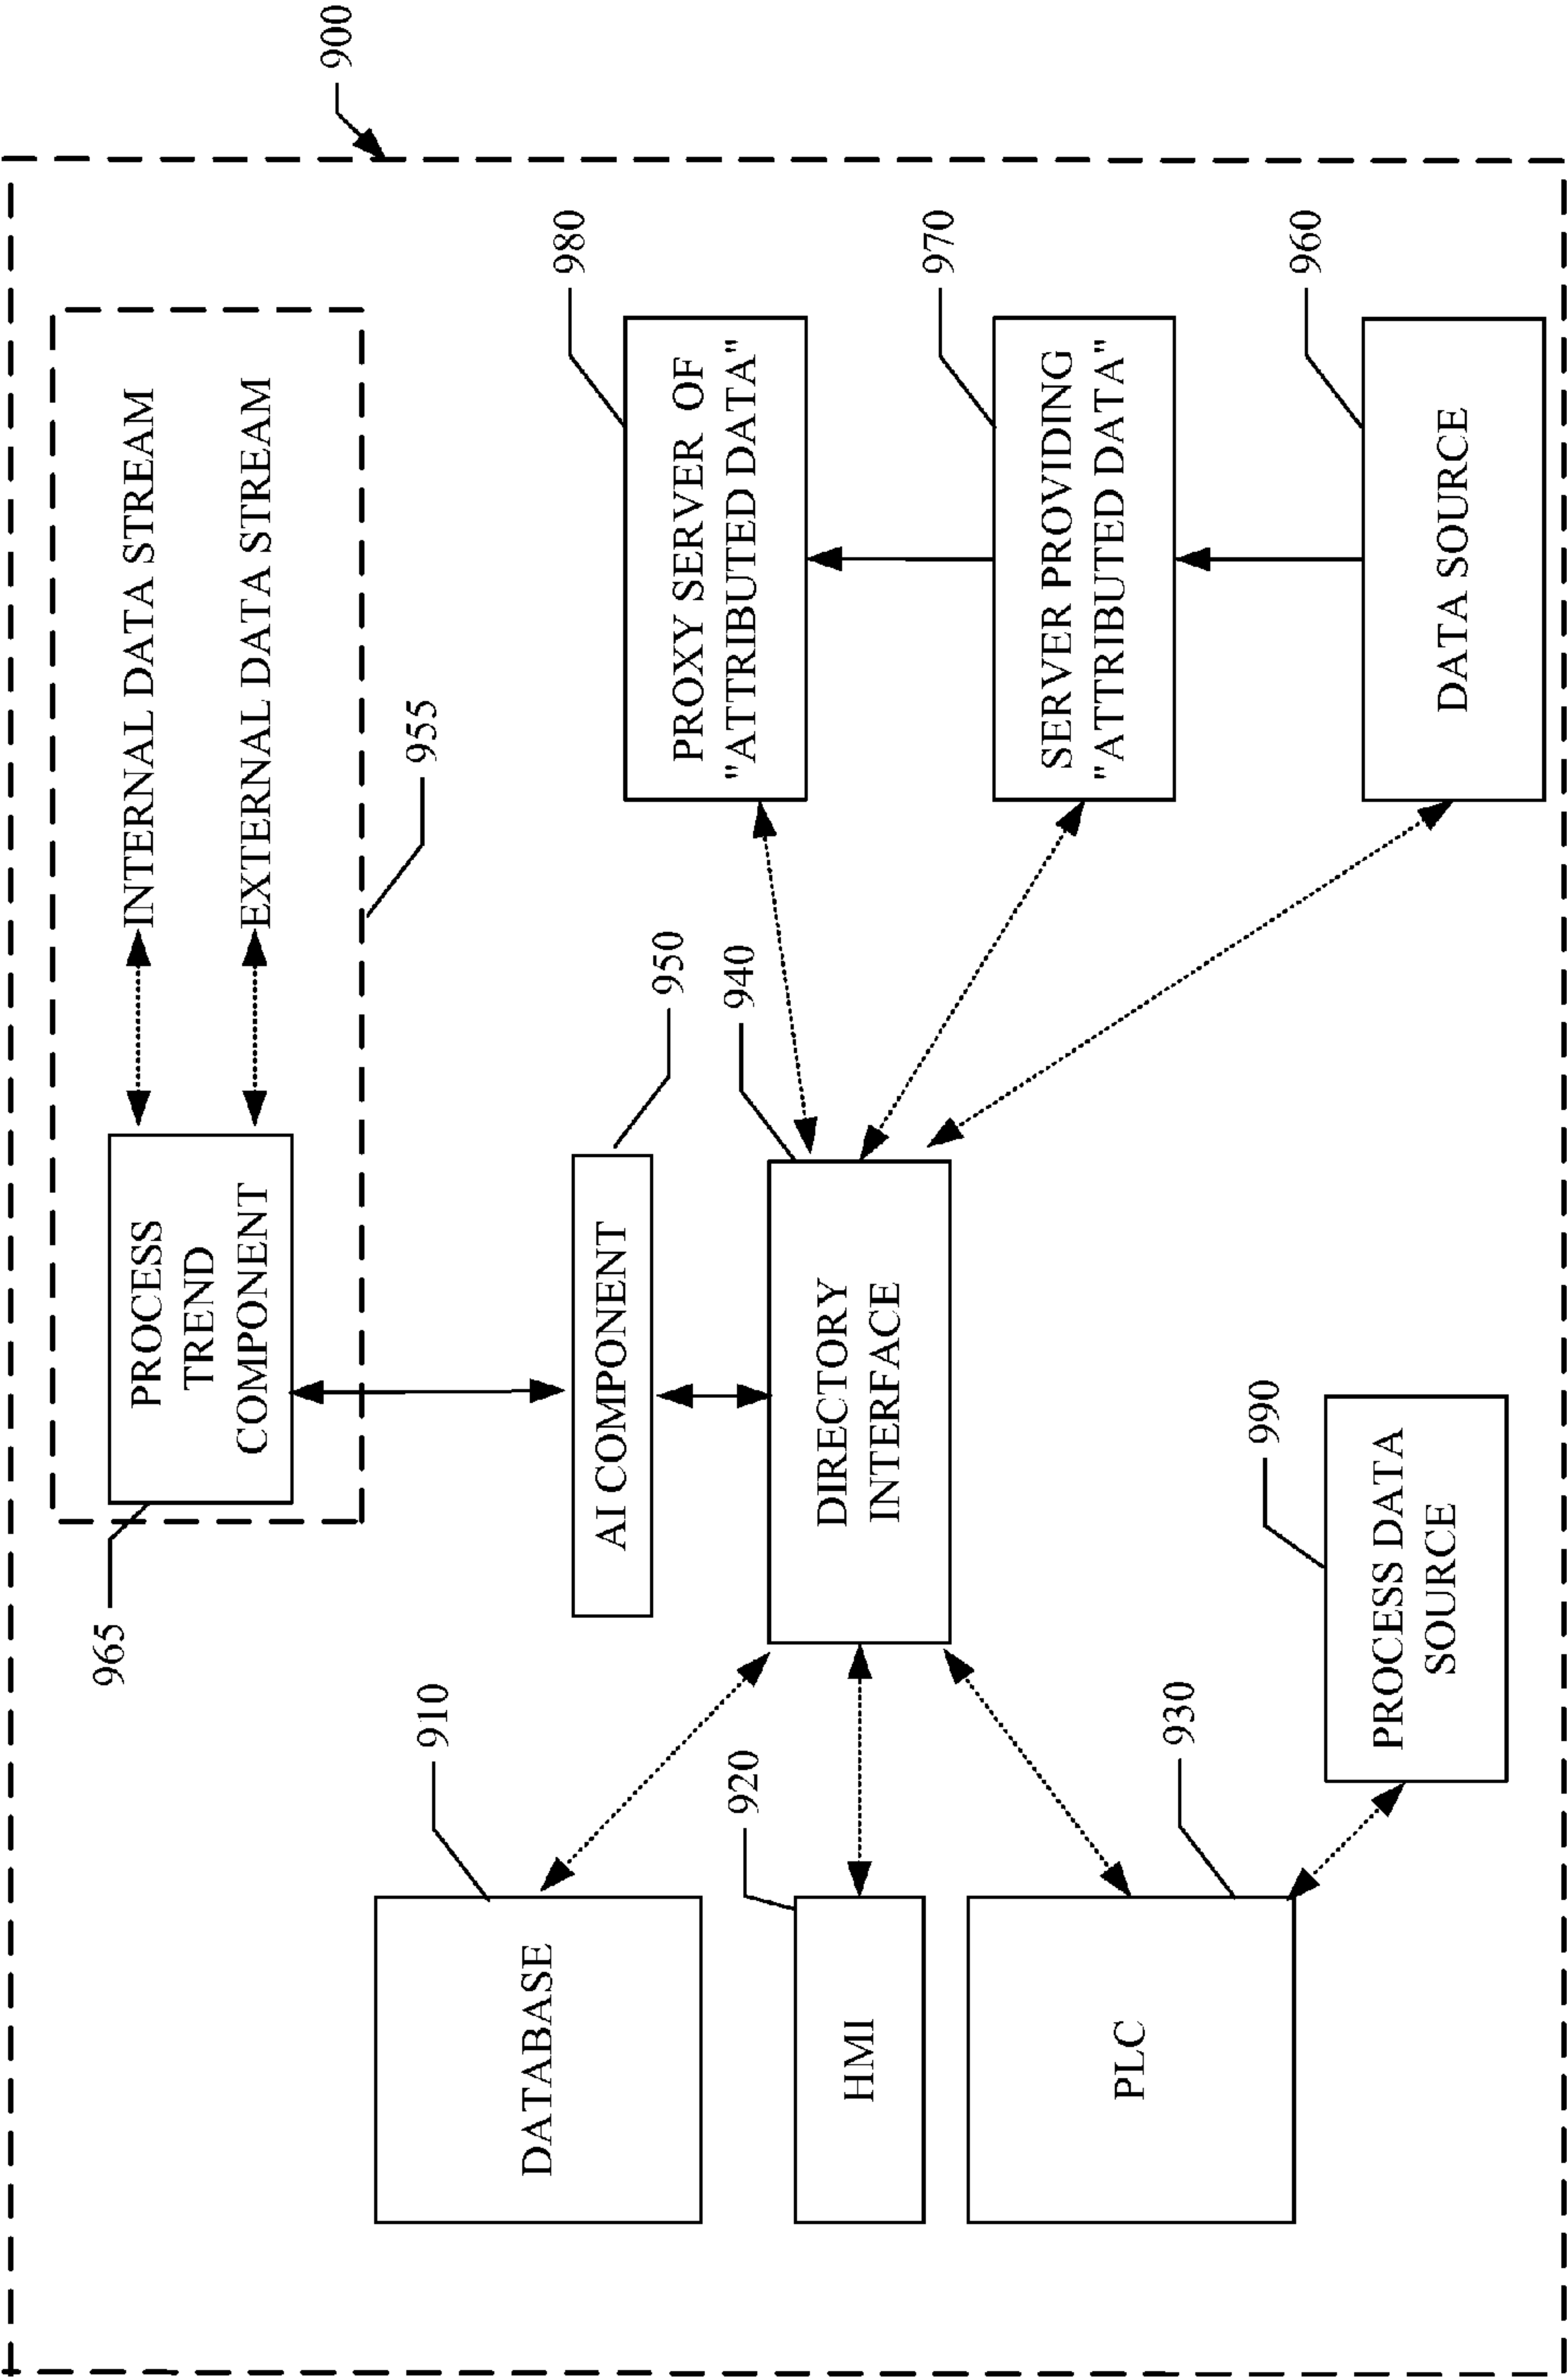 900
INTERNAL DATA STREAM
EXTERNAL DATA STREAM
PROCESS
TREND
COMPONENT
965
955
950
AI COMPONENT
940
DIRECTORY
INTERFACE
910
DATABASE
920
HMI
930
PLC
990
PROCESS DATA
SOURCE
980
PROXY SERVER OF
"ATTRIBUTED DATA"
970
SERVER PROVIDING
"ATTRIBUTED DATA"
960
DATA SOURCE